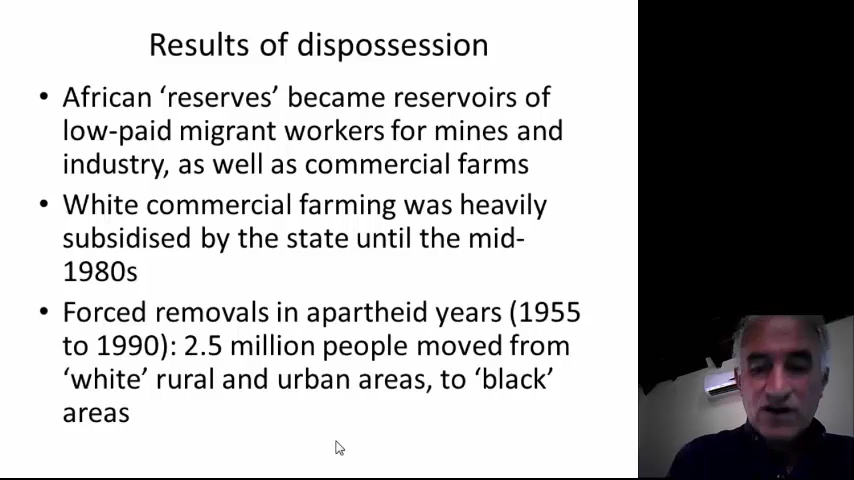 Results of dispossession
• African ‘reserves’ became reservoirs of
low-paid migrant workers for mines and
industry, as well as commercial farms
• White commercial farming was heavily
subsidised by the state until the mid-
1980s
• Forced removals in apartheid years (1955
to 1990): 2.5 million people moved from
‘white’ rural and urban areas, to ‘black’
areas